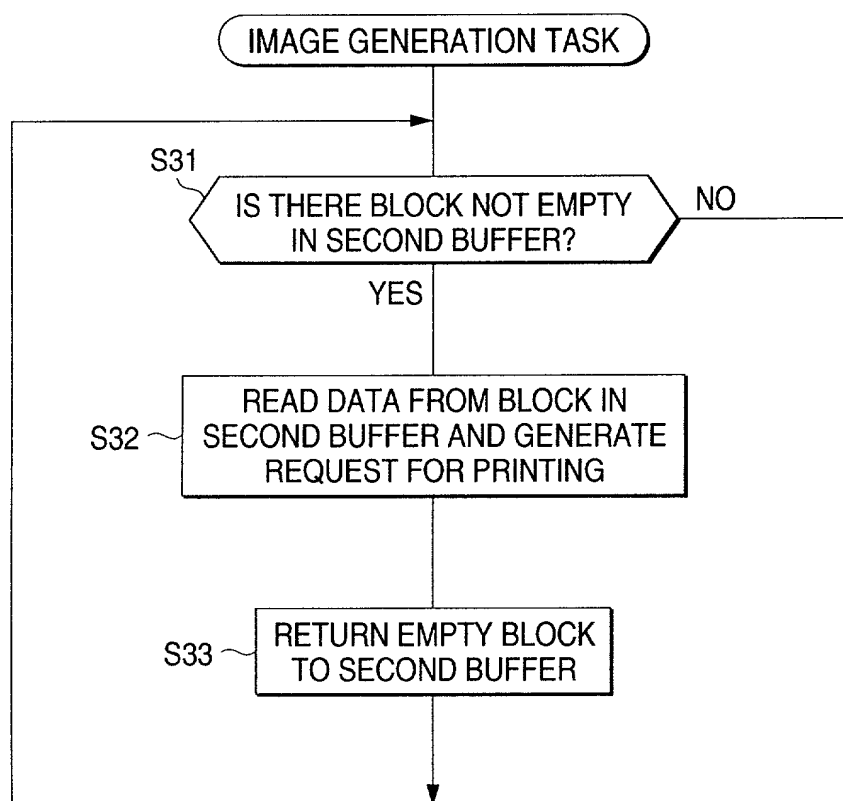 IMAGE GENERATION TASK
S31
IS THERE BLOCK NOT EMPTY
IN SECOND BUFFER?
NO
YES
S32
READ DATA FROM BLOCK IN
SECOND BUFFER AND GENERATE
REQUEST FOR PRINTING
S33
RETURN EMPTY BLOCK
TO SECOND BUFFER